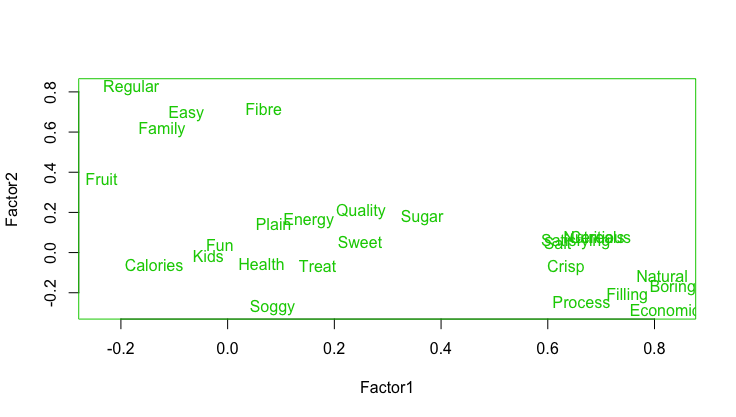 Regular
Easy
Fibre
Family
Fruit
Quality
Sugar
Plain
Energy
Sweet
Fun
Kids
Calories
Health
Treat
Soggy
Satisfying
Salt
Nutritious
Crisp
Natural
Boring
Filling
Process
Economic
0.8
0.6
0.4
0.2
0.0
-0.2
Factor2
-0.2 0.0 0.2 0.4 0.6 0.8
Factor1